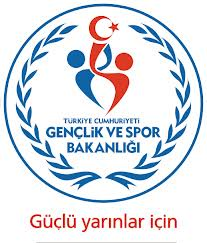 TÜRKİYE CUMHURİYETİ
GENÇLİK VE SPOR
BAKANLIĞI
Güçlü yarınlar için